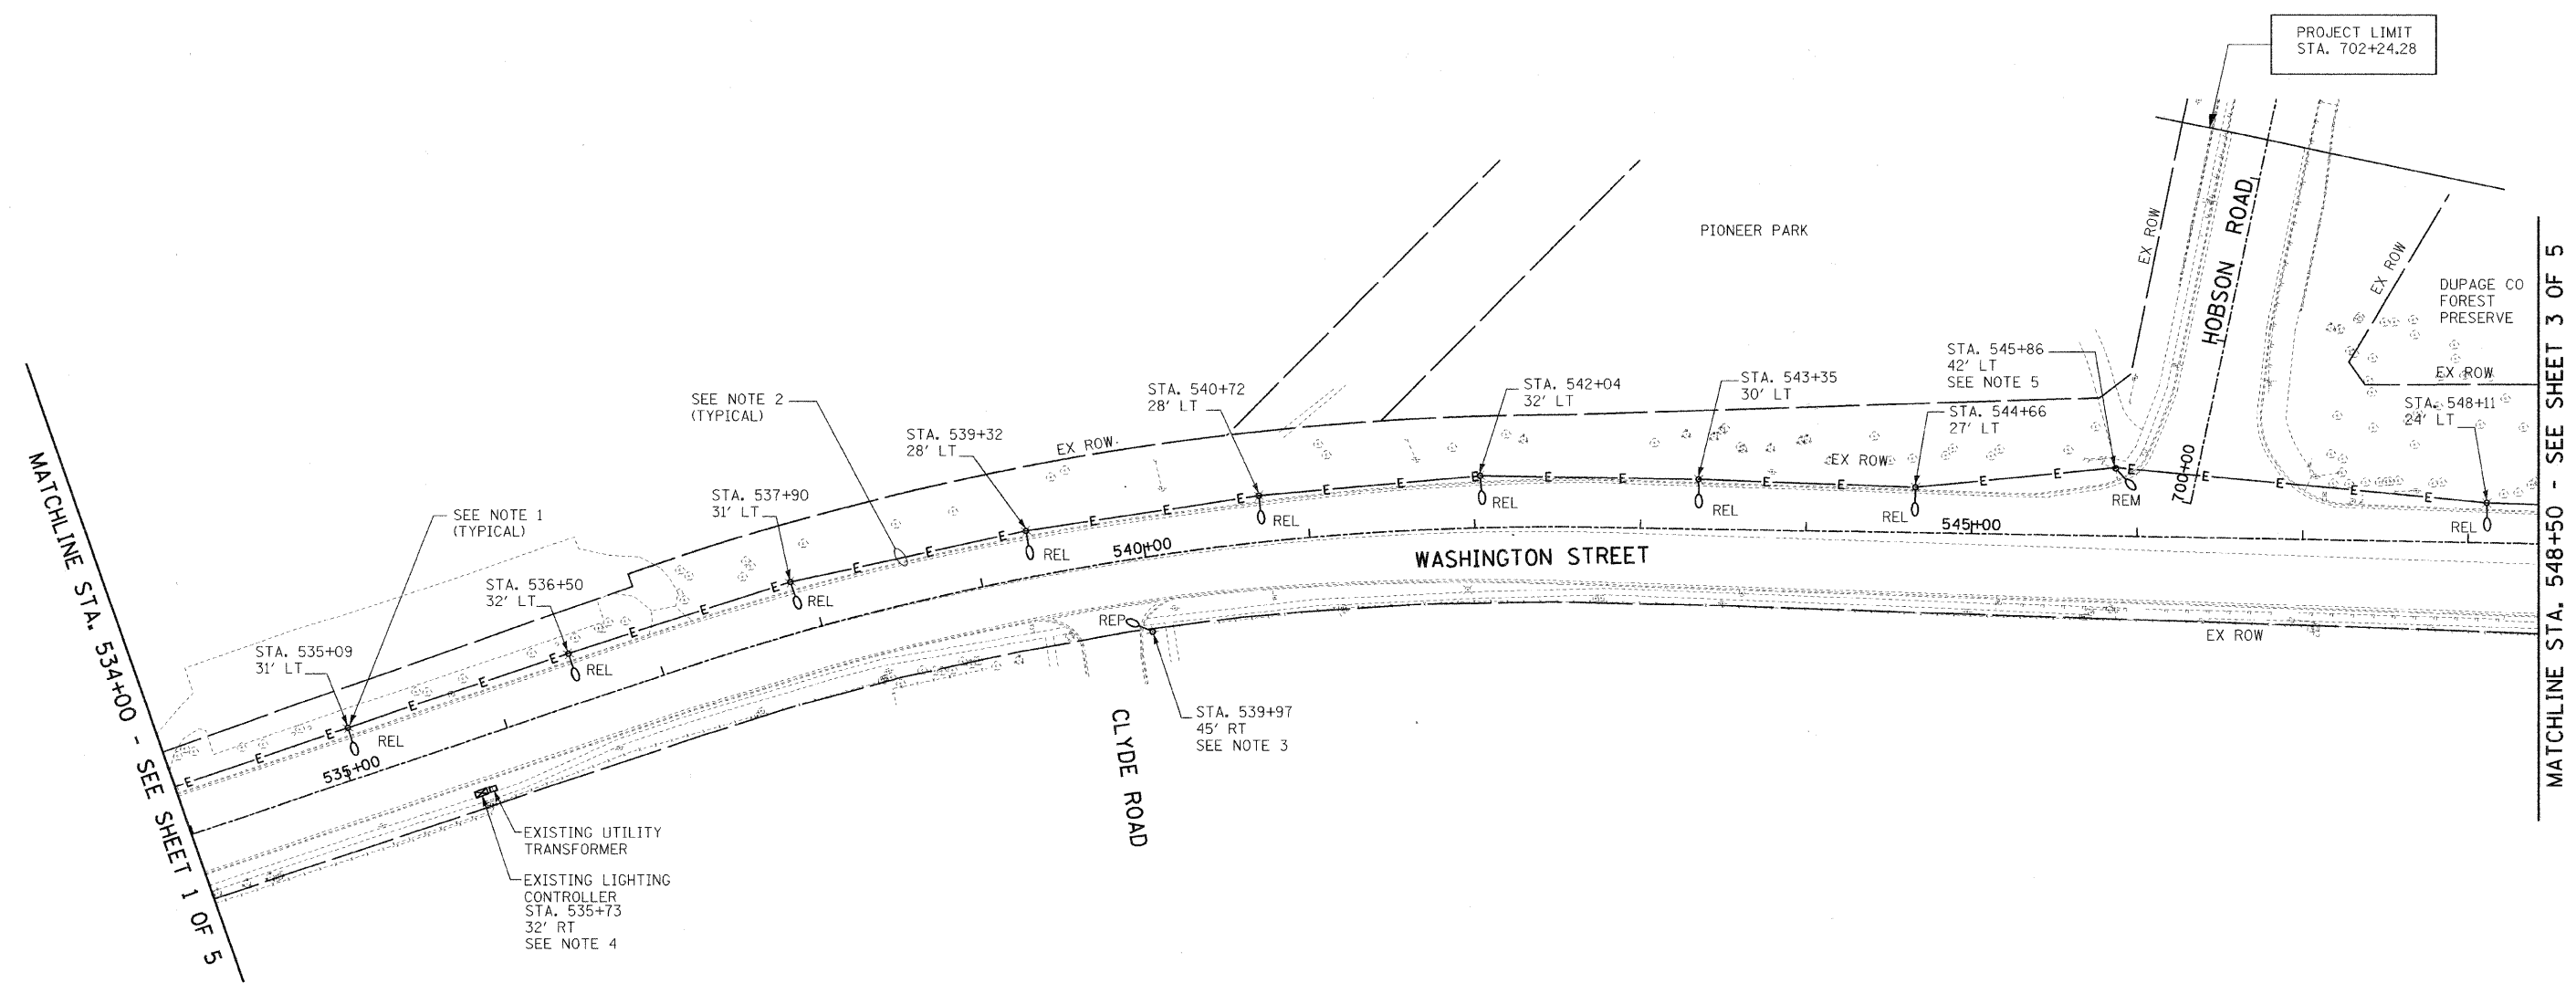 PROJECT LIMIT
STA. 702+24.28
PIONEER PARK
EX ROW
HOBSON ROAD
EX ROW
DUPAGE CO
FOREST
PRESERVE
EX ROW
STA. 548+11
24' LT
REL
MATCHLINE STA. 548+50 - SEE SHEET 3 OF 5
STA. 545+86
42' LT
SEE NOTE 5
REM
700+00
STA. 544+66
27' LT
REL
EX ROW
STA. 543+35
30' LT
REL
STA. 542+04
32' LT
REL
STA. 540+72
28' LT
REL
EX ROW
STA. 539+32
28' LT
REL
SEE NOTE 2
(TYPICAL)
STA. 537+90
31' LT
REL
SEE NOTE 1
(TYPICAL)
STA. 536+50
32' LT
REL
STA. 535+09
31' LT
REL
E E E E E E E E E E E E E E E E E E E E E E E E E E E E E E
MATCHLINE STA. 534+00 - SEE SHEET 1 OF 5
535+00
540+00
545+00
WASHINGTON STREET
REP
STA. 539+97
45' RT
SEE NOTE 3
CLYDE ROAD
EX ROW
EXISTING UTILITY
TRANSFORMER
EXISTING LIGHTING
CONTROLLER
STA. 535+73
32' RT
SEE NOTE 4